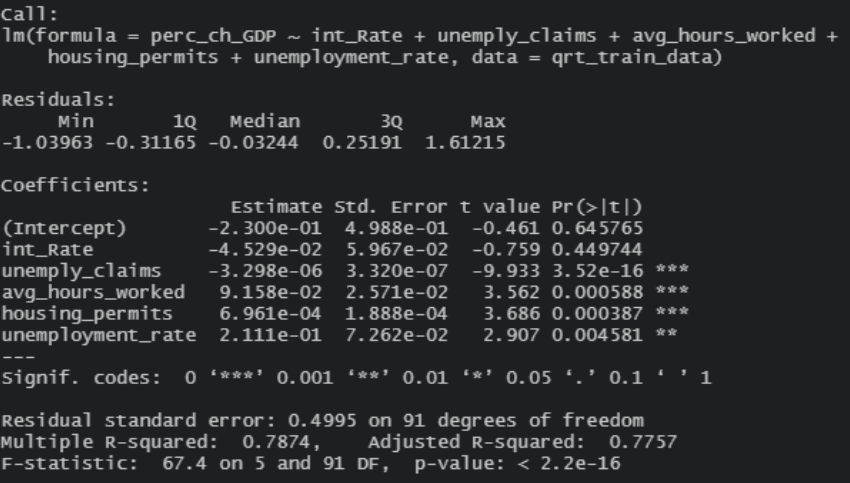 Call:
lm(formula = perc_ch_GDP ~ int_Rate + unemply_claims + avg_hours_worked +
    housing_permits + unemployment_rate, data = qrt_train_data)
Residuals:
     Min       1Q   Median       3Q      Max
-1.03963 -0.31165 -0.03244  0.25191  1.61215
Coefficients:
                    Estimate Std. Error t value Pr(>|t|)
(Intercept)       -2.300e-01  4.988e-01  -0.461 0.645765
int_Rate          -4.529e-02  5.967e-02  -0.759 0.449744
unemply_claims    -3.298e-06  3.320e-07  -9.933 3.52e-16 ***
avg_hours_worked   9.158e-02  2.571e-02   3.562 0.000588 ***
housing_permits    6.961e-04  1.888e-04   3.686 0.000387 ***
unemployment_rate  2.111e-01  7.262e-02   2.907 0.004581 **
---
Signif. codes:  0 ‘***’ 0.001 ‘**’ 0.01 ‘*’ 0.05 ‘.’ 0.1 ‘ ’ 1
Residual standard error: 0.4995 on 91 degrees of freedom
Multiple R-squared:  0.7874,    Adjusted R-squared:  0.7757
F-statistic:  67.4 on 5 and 91 DF,  p-value: < 2.2e-16